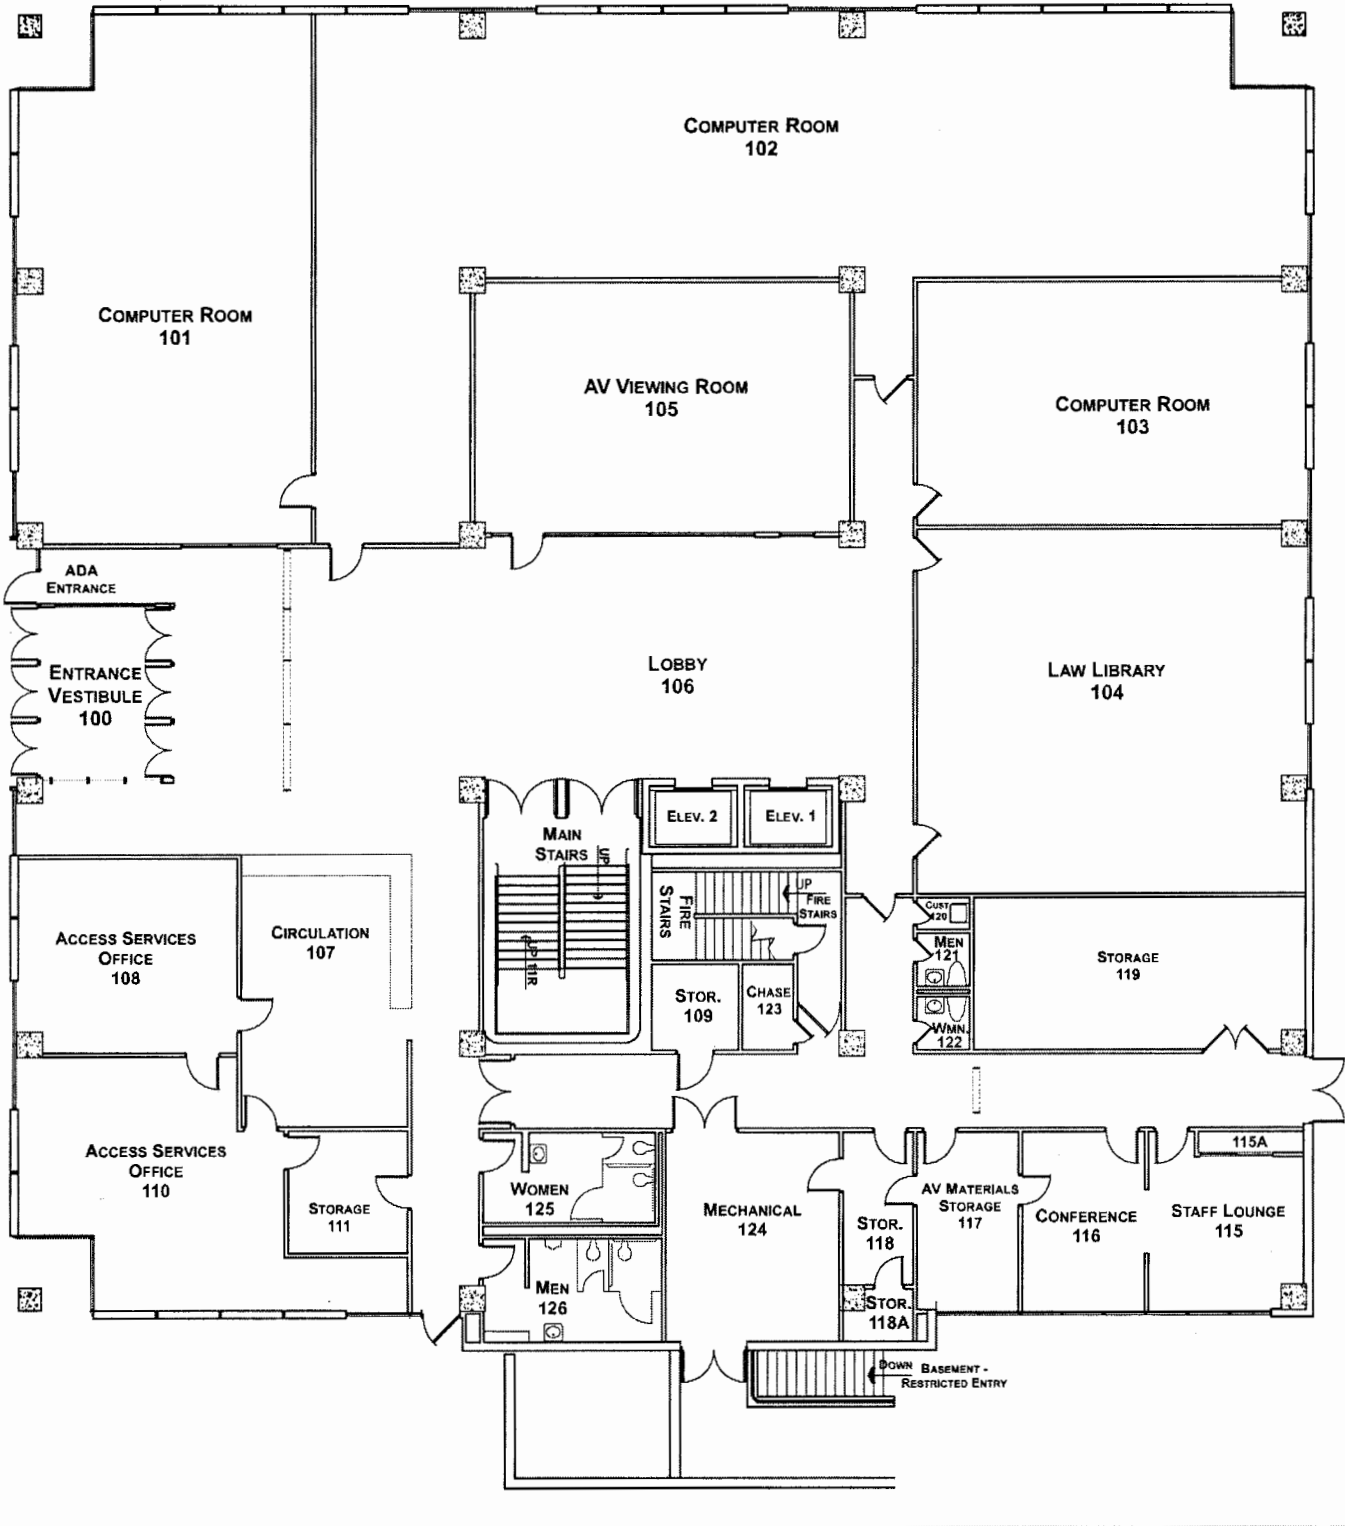 COMPUTER ROOM
102
COMPUTER ROOM
101
AV VIEWING ROOM
105
COMPUTER ROOM
103
ADA
ENTRANCE
ENTRANCE
VESTIBULE
100
LOBBY
106
LAW LIBRARY
104
MAIN
STAIRS
UP
UP 11R
ELEV. 2
ELEV. 1
FIRE
STAIRS
UP
FIRE
STAIRS
ACCESS SERVICES
OFFICE
108
CIRCULATION
107
STOR.
109
CHASE
123
CUST.
120
MEN
121
WMN.
122
STORAGE
119
ACCESS SERVICES
OFFICE
110
STORAGE
111
WOMEN
125
MEN
126
MECHANICAL
124
STOR.
118
STOR.
118A
AV MATERIALS
STORAGE
117
CONFERENCE
116
115A
STAFF LOUNGE
115
DOWN
BASEMENT -
RESTRICTED ENTRY